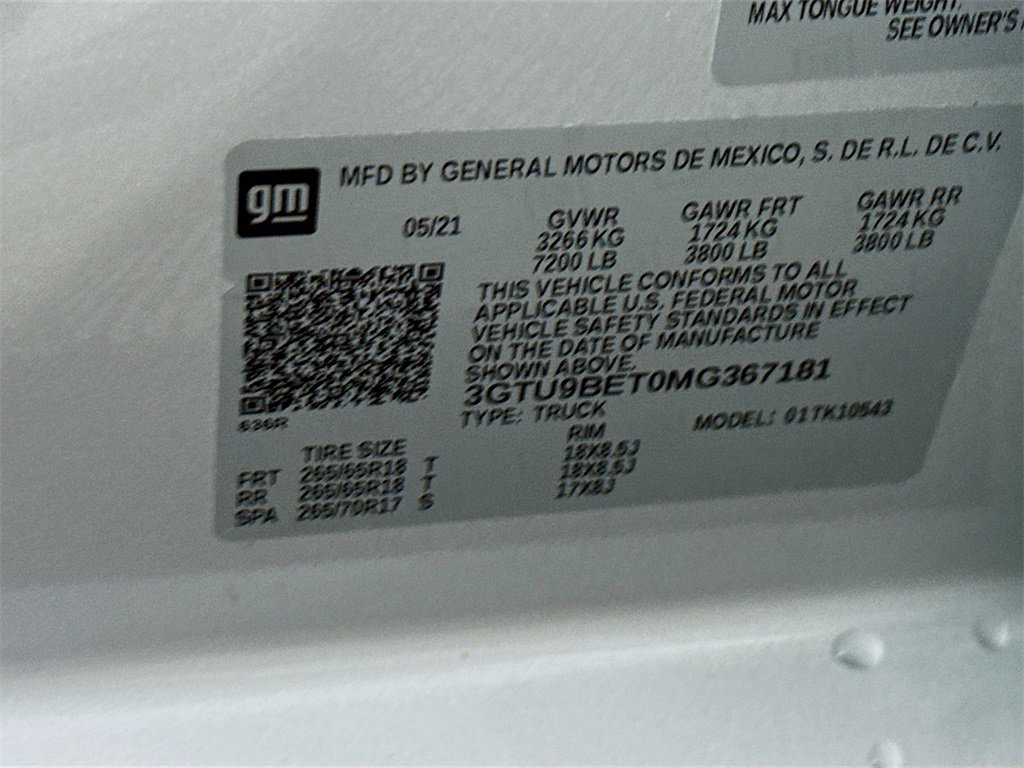 MAX TONGUE WEIGHT.
SEE OWNER'S
gm
MFD BY GENERAL MOTORS DE MEXICO, S. DE R.L. DE C.V.
05/21 GVWR GAWR FRT GAWR RR
3266 KG 1724 KG 1724 KG
7200 LB 3800 LB 3800 LB
THIS VEHICLE CONFORMS TO ALL
APPLICABLE U.S. FEDERAL MOTOR
VEHICLE SAFETY STANDARDS IN EFFECT
ON THE DATE OF MANUFACTURE
SHOWN ABOVE.
3GTU9BET0MG367181
636R TYPE: TRUCK MODEL: 01TK10543
TIRE SIZE RIM
FRT 265/65R18 T 18X8.5J
RR 265/65R18 T 18X8.5J
SPA 265/70R17 S 17X8J